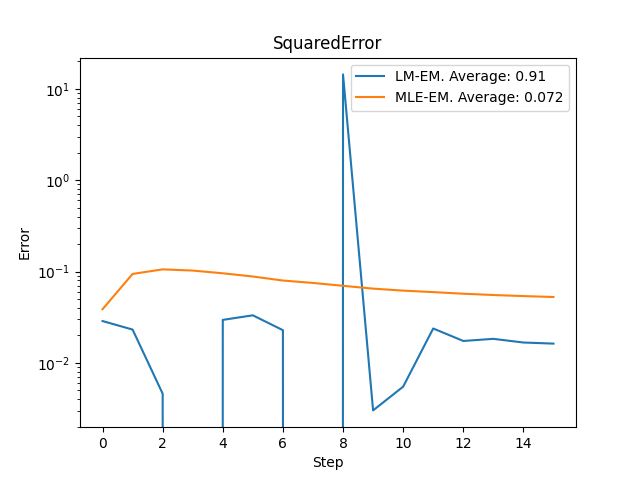 SquaredError
LM-EM. Average: 0.91
MLE-EM. Average: 0.072
Error
10¹
10⁰
10⁻¹
10⁻²
0 2 4 6 8 10 12 14
Step